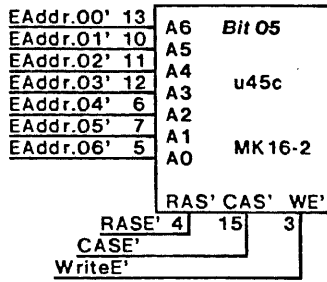 EAddr.00' 13 A6 Bit 05
EAddr.01' 10 A5
EAddr.02' 11 A4 u45c
EAddr.03' 12 A3
EAddr.04' 6 A2
EAddr.05' 7 A1 MK16-2
EAddr.06' 5 A0
RAS' CAS' WE'
RASE' 4 15 3
CASE'
WriteE'